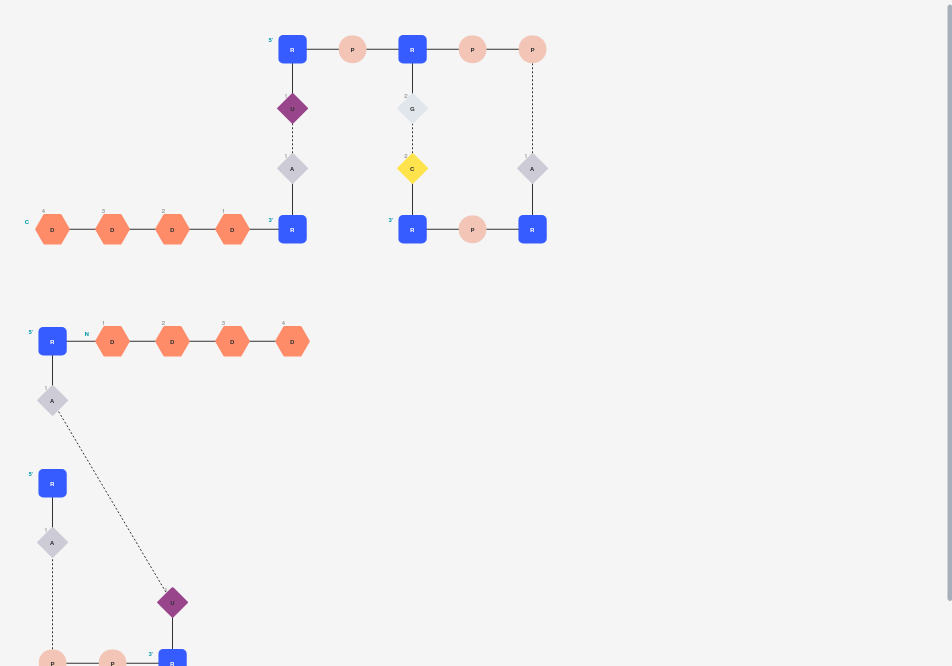 5' R P R P P
1 U 2 G
1 A 2 C 1 A
C 4 D 3 D 2 D 1 D 3' R 3' R P R
5' R N 1 D 2 D 3 D 4 D
1 A
5' R
1 A
U
P P 3' R